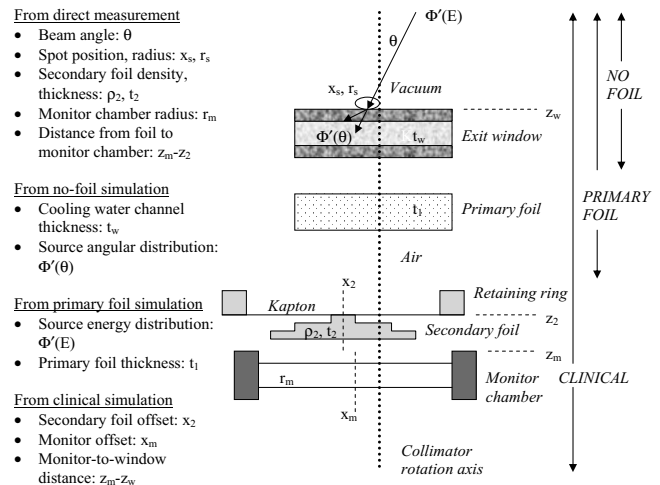 From direct measurement
• Beam angle: θ
• Spot position, radius: xₛ, rₛ
• Secondary foil density,
thickness: ρ₂, t₂
• Monitor chamber radius: rₘ
• Distance from foil to
monitor chamber: zₘ-z₂
From no-foil simulation
• Cooling water channel
thickness: t_w
• Source angular distribution:
Φ′(θ)
From primary foil simulation
• Source energy distribution:
Φ′(E)
• Primary foil thickness: t₁
From clinical simulation
• Secondary foil offset: x₂
• Monitor offset: xₘ
• Monitor-to-window
distance: zₘ-z_w
Φ′(E)
θ
xₛ, rₛ
Vacuum
z_w
Φ′(θ)
t_w
Exit window
t₁
Primary foil
Air
x₂
Kapton
Retaining ring
z₂
ρ₂, t₂
Secondary foil
zₘ
rₘ
Monitor
chamber
xₘ
Collimator
rotation axis
NO
FOIL
PRIMARY
FOIL
CLINICAL